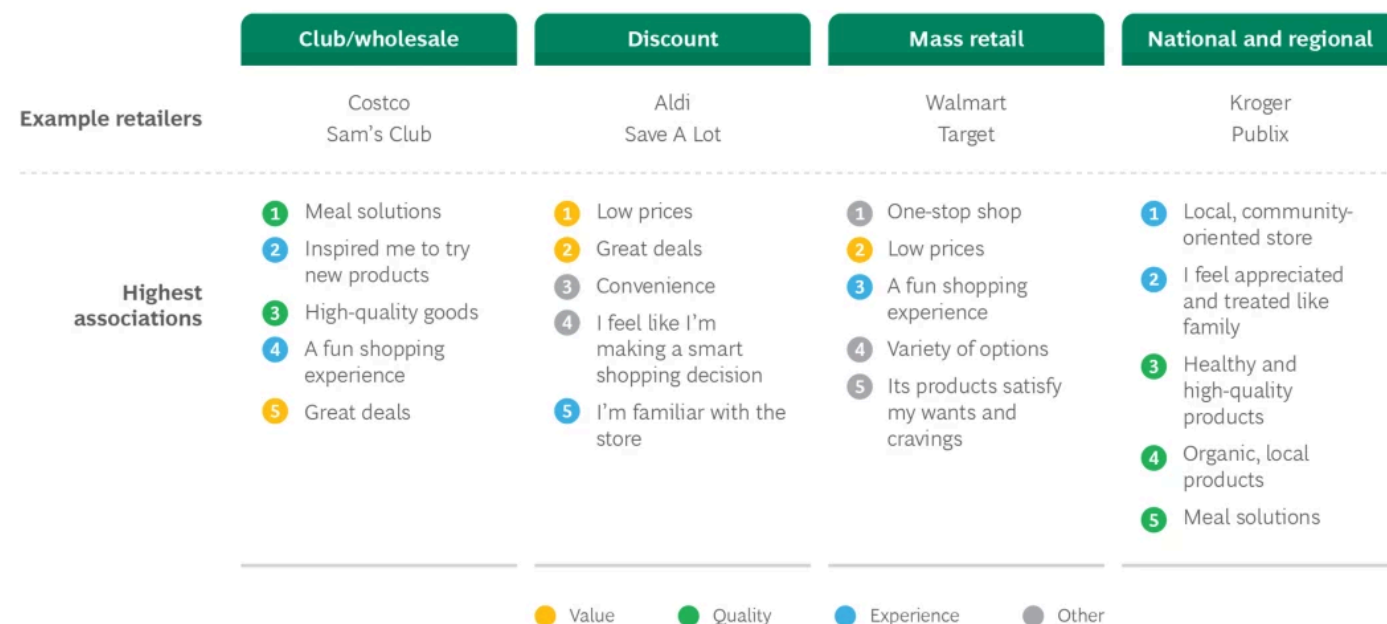 Club/wholesale
Discount
Mass retail
National and regional
Example retailers
Costco
Sam's Club
Aldi
Save A Lot
Walmart
Target
Kroger
Publix
Highest
associations
1 Meal solutions
2 Inspired me to try
new products
3 High-quality goods
4 A fun shopping
experience
5 Great deals
1 Low prices
2 Great deals
3 Convenience
4 I feel like I'm
making a smart
shopping decision
5 I'm familiar with the
store
1 One-stop shop
2 Low prices
3 A fun shopping
experience
4 Variety of options
5 Its products satisfy
my wants and
cravings
1 Local, community-
oriented store
2 I feel appreciated
and treated like
family
3 Healthy and
high-quality
products
4 Organic, local
products
5 Meal solutions
Value
Quality
Experience
Other